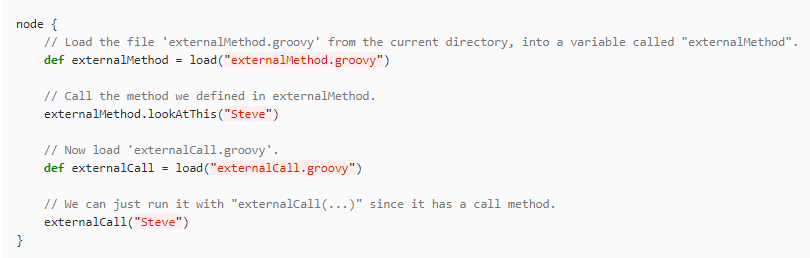 node {
    // Load the file 'externalMethod.groovy' from the current directory, into a variable called "externalMethod".
    def externalMethod = load("externalMethod.groovy")

    // Call the method we defined in externalMethod.
    externalMethod.lookAtThis("Steve")

    // Now load 'externalCall.groovy'.
    def externalCall = load("externalCall.groovy")

    // We can just run it with "externalCall(...)" since it has a call method.
    externalCall("Steve")
}